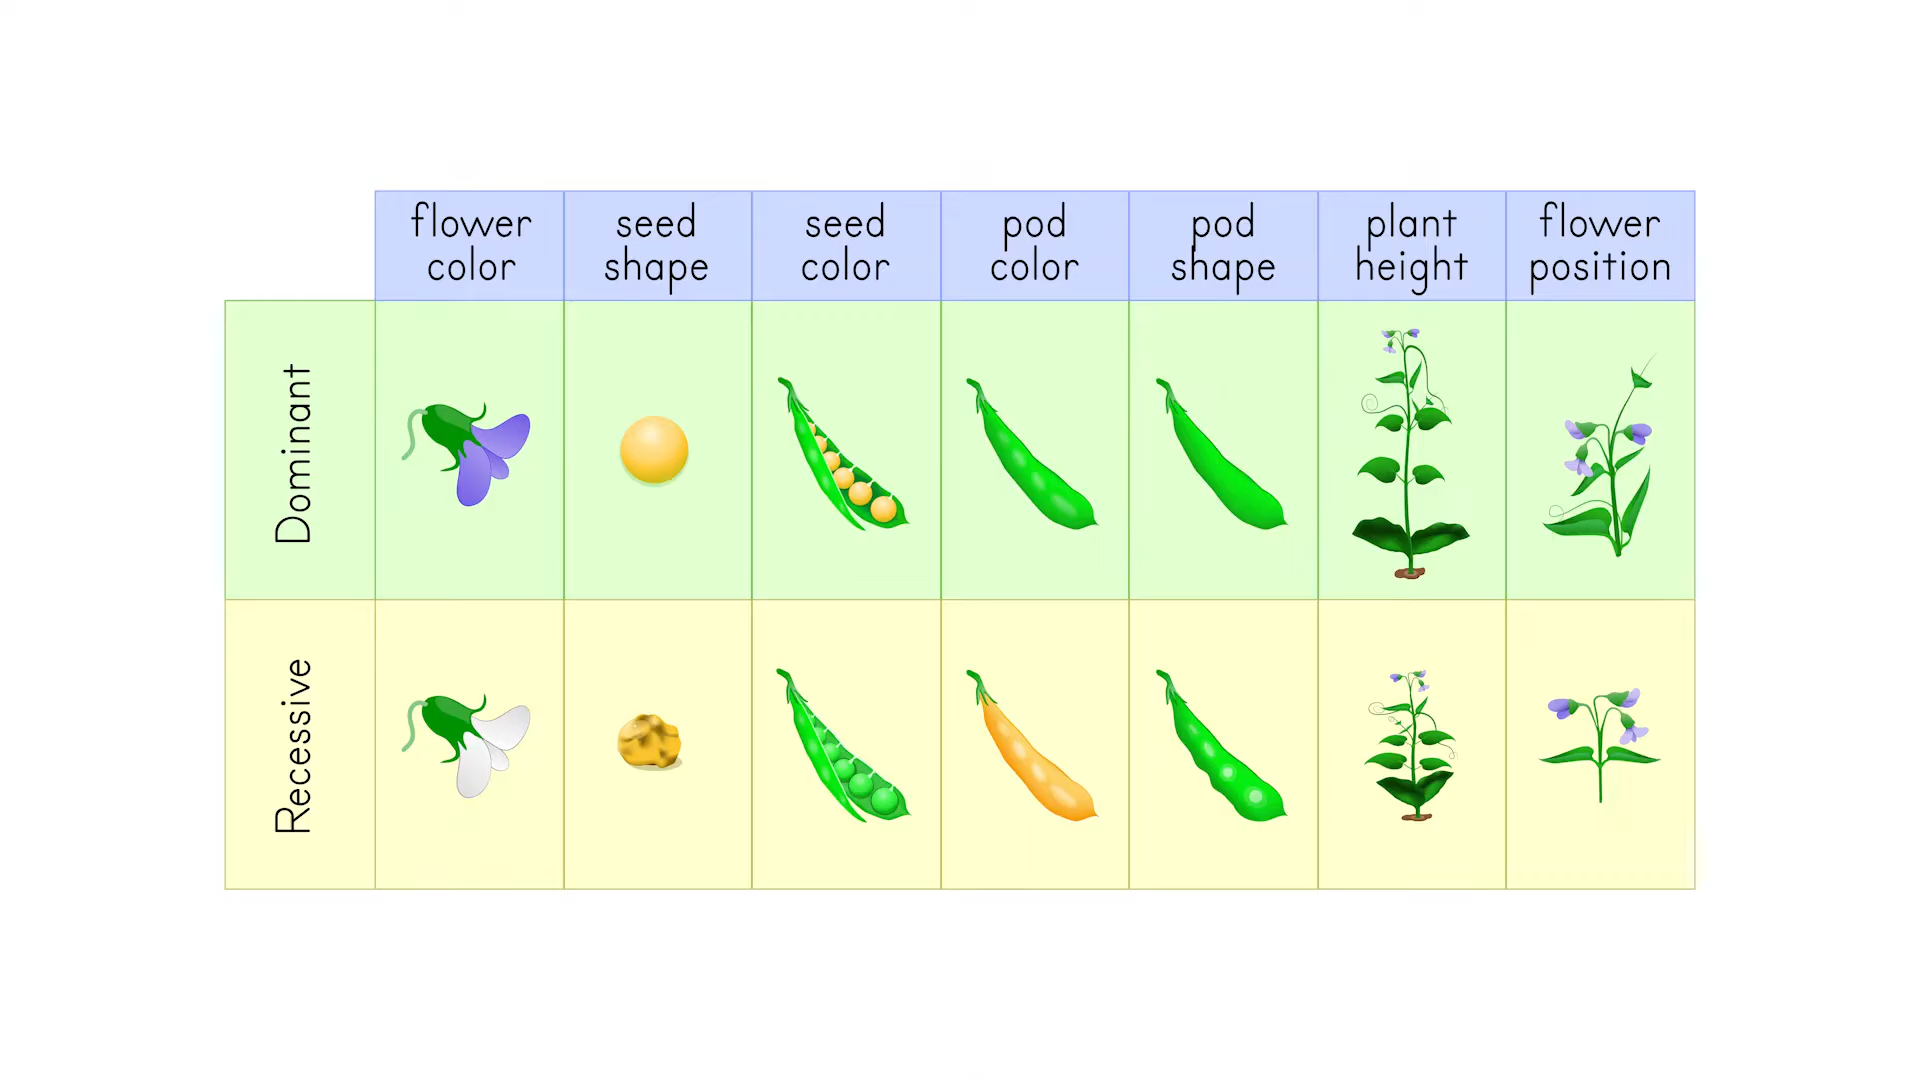 flower
color
seed
shape
seed
color
pod
color
pod
shape
plant
height
flower
position
Dominant
Recessive